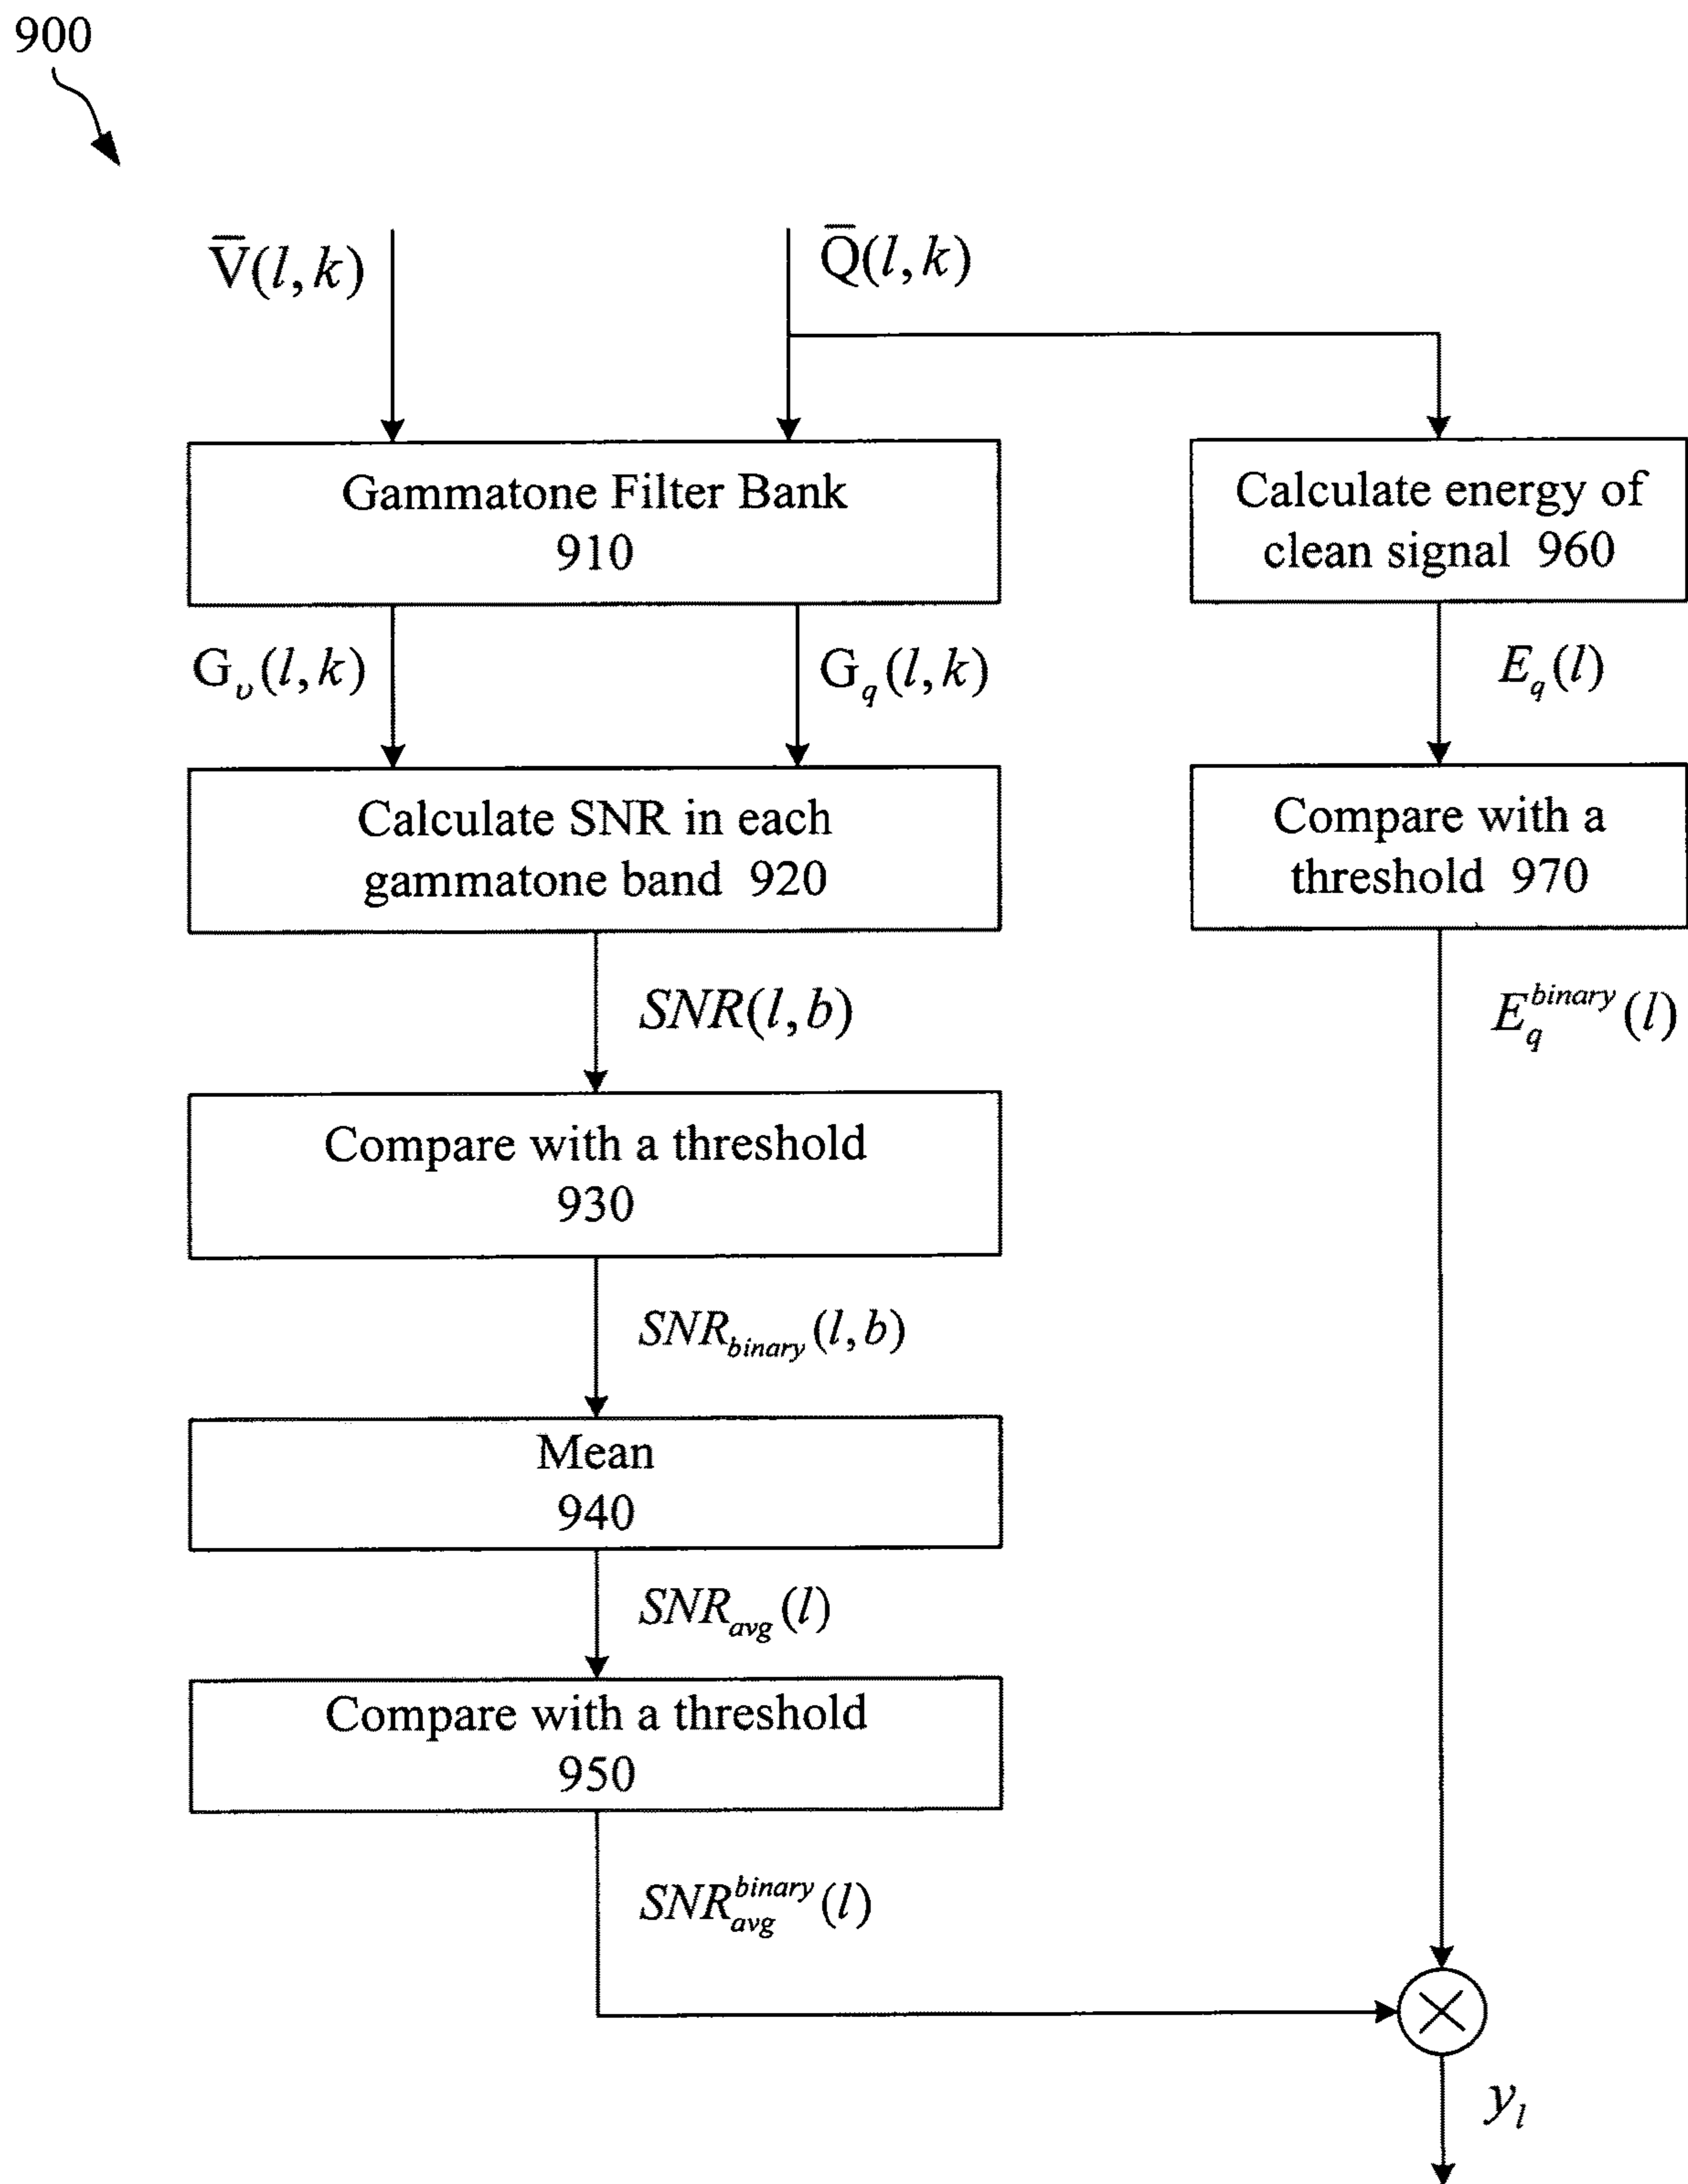 900
V̄(l,k)
Q̄(l,k)
Gammatone Filter Bank
910
Calculate energy of
clean signal 960
G_υ(l,k)
G_q(l,k)
E_q(l)
Calculate SNR in each
gammatone band 920
Compare with a
threshold 970
SNR(l,b)
E_q^binary(l)
Compare with a threshold
930
SNR_binary(l,b)
Mean
940
SNR_avg(l)
Compare with a threshold
950
SNR_avg^binary(l)
y_l